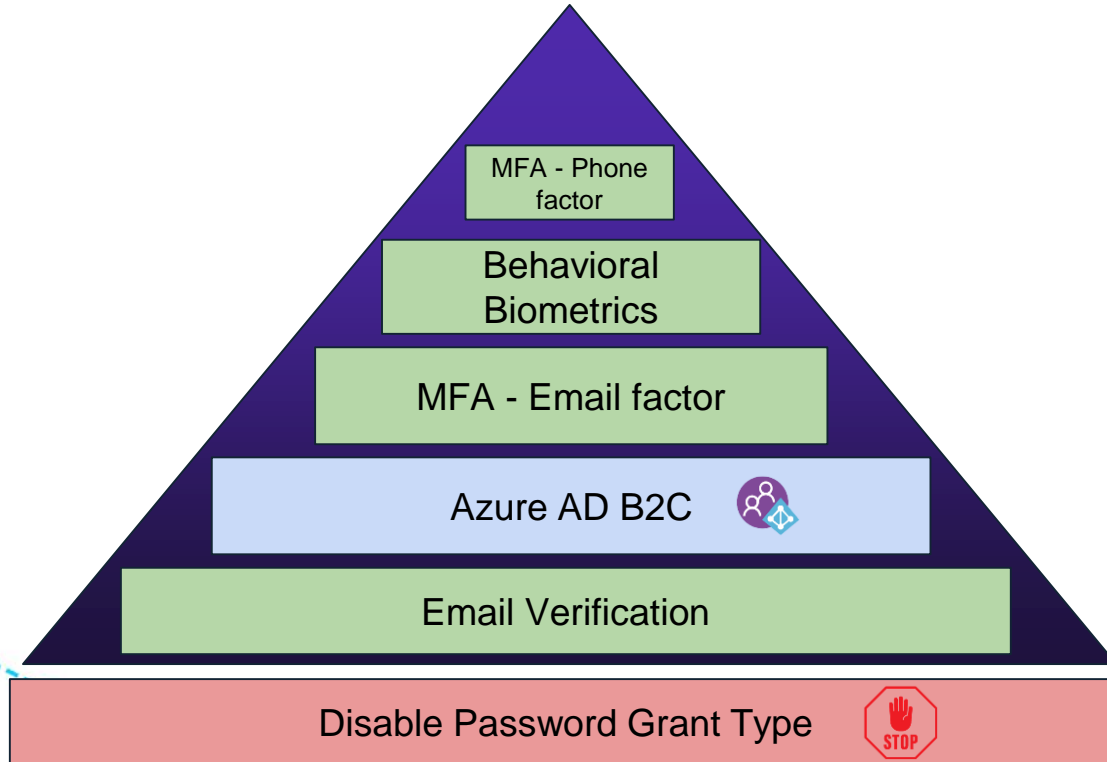 MFA - Phone
factor
Behavioral
Biometrics
MFA - Email factor
Azure AD B2C
Email Verification
Disable Password Grant Type
STOP